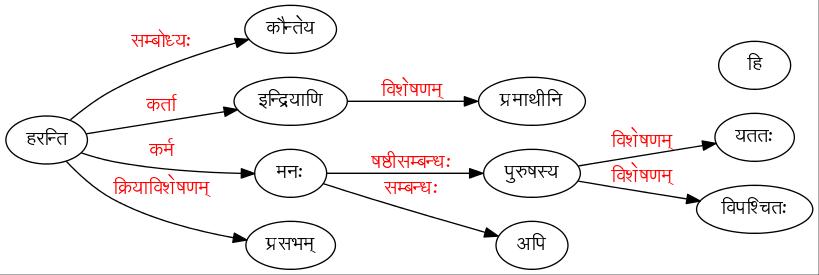 कौन्तेय
सम्बोध्यः
हि
इन्द्रियाणि
विशेषणम्
प्रमाथीनि
कर्ता
हरन्ति
विशेषणम्
यततः
कर्म
मनः
षष्ठीसम्बन्धः
पुरुषस्य
विशेषणम्
सम्बन्धः
क्रियाविशेषणम्
विपश्चितः
प्रसभम्
अपि